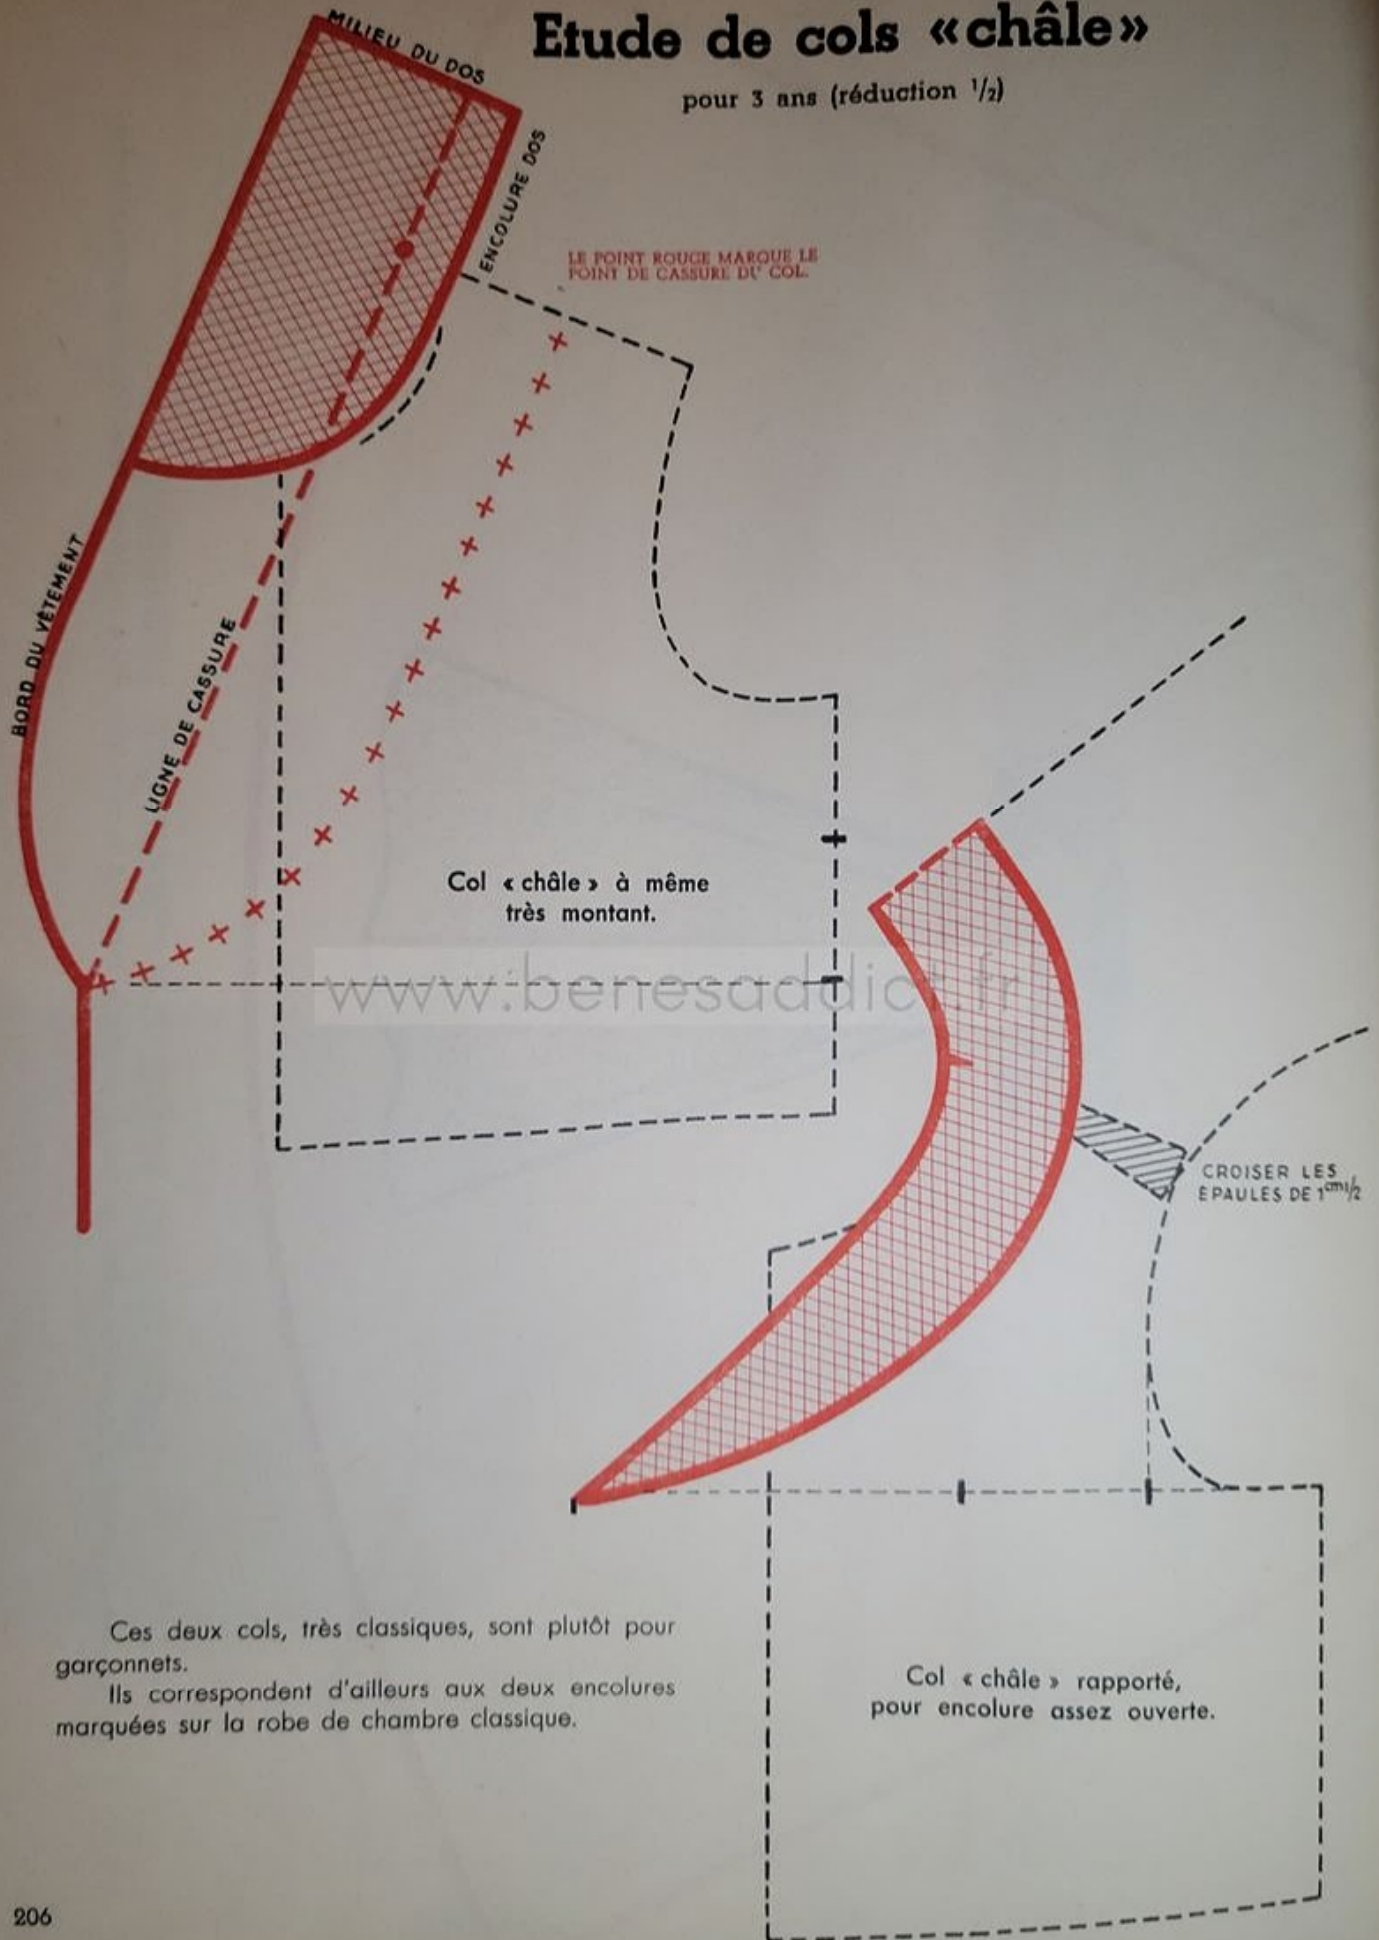 Etude de cols «châle»
pour 3 ans (réduction 1/2)
MILIEU DU DOS
ENCOLURE DOS
LE POINT ROUGE MARQUE LE
POINT DE CASSURE DU COL.
BORD DU VÊTEMENT
LIGNE DE CASSURE
Col « châle » à même
très montant.
www.benesaddict.fr
CROISER LES
ÉPAULES DE 1cm1/2
Ces deux cols, très classiques, sont plutôt pour
garçonnets.
Ils correspondent d'ailleurs aux deux encolures
marquées sur la robe de chambre classique.
Col « châle » rapporté,
pour encolure assez ouverte.
206